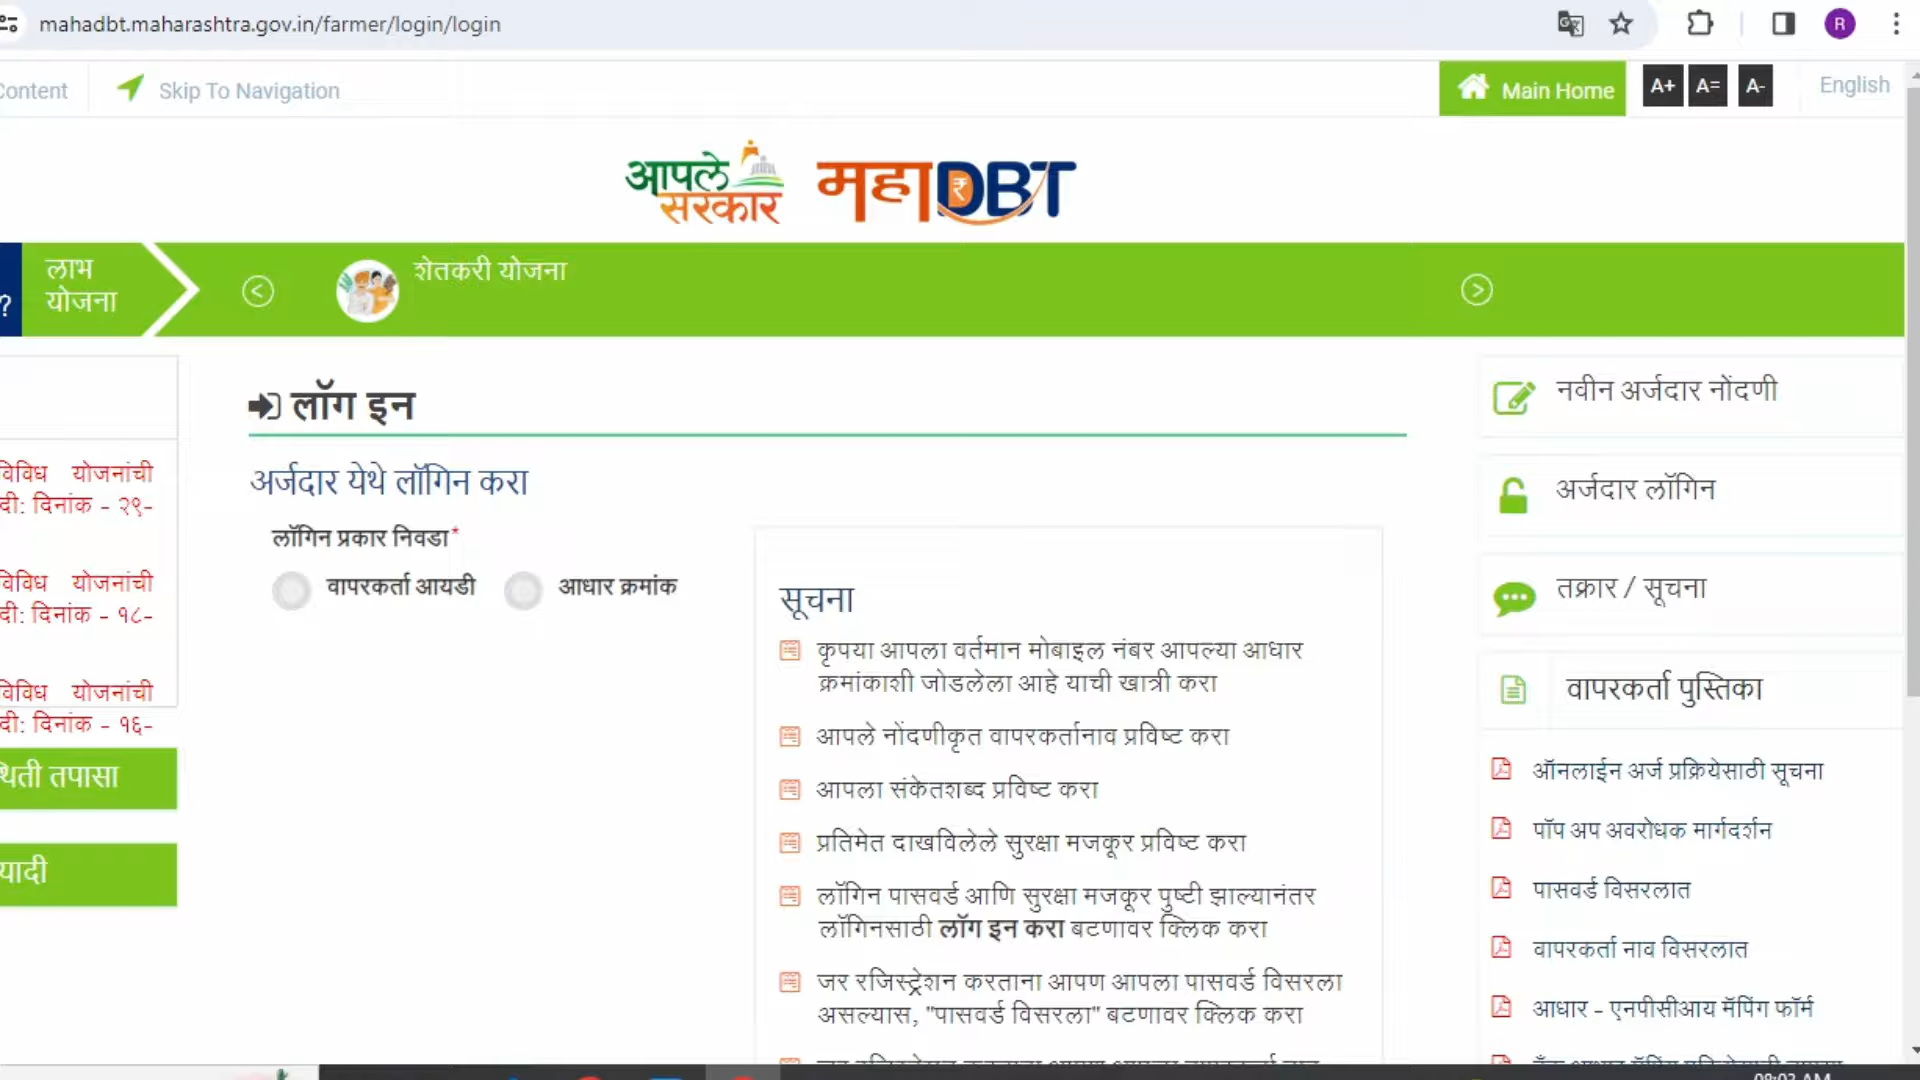 mahadbt.maharashtra.gov.in/farmer/login/login
R
Content
Skip To Navigation
Main Home
A+
A=
A-
English
आपले
सरकार
महाDBT
?
लाभ
योजना
<
शेतकरी योजना
>
विविध योजनांची
दी: दिनांक - २९-
विविध योजनांची
दी: दिनांक - १८-
विविध योजनांची
दी: दिनांक - १६-
थिती तपासा
यादी
लॉग इन
अर्जदार येथे लॉगिन करा
लॉगिन प्रकार निवडा*
वापरकर्ता आयडी
आधार क्रमांक
सूचना
कृपया आपला वर्तमान मोबाइल नंबर आपल्या आधार
क्रमांकाशी जोडलेला आहे याची खात्री करा
आपले नोंदणीकृत वापरकर्तानाव प्रविष्ट करा
आपला संकेतशब्द प्रविष्ट करा
प्रतिमेत दाखविलेले सुरक्षा मजकूर प्रविष्ट करा
लॉगिन पासवर्ड आणि सुरक्षा मजकूर पुष्टी झाल्यानंतर
लॉगिनसाठी लॉग इन करा बटणावर क्लिक करा
जर रजिस्ट्रेशन करताना आपण आपला पासवर्ड विसरला
असल्यास, "पासवर्ड विसरला" बटणावर क्लिक करा
नवीन अर्जदार नोंदणी
अर्जदार लॉगिन
तक्रार / सूचना
वापरकर्ता पुस्तिका
ऑनलाईन अर्ज प्रक्रियेसाठी सूचना
पॉप अप अवरोधक मार्गदर्शन
पासवर्ड विसरलात
वापरकर्ता नाव विसरलात
आधार - एनपीसीआय मॅपिंग फॉर्म